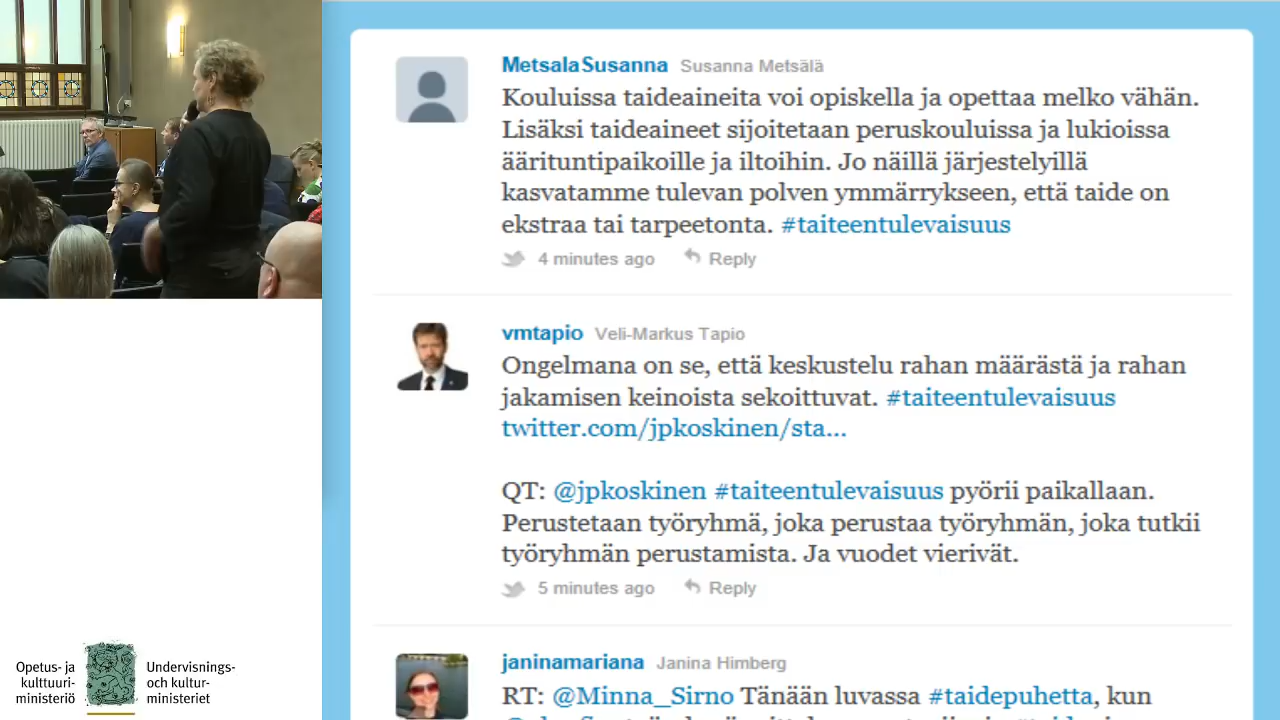 MetsalaSusanna Susanna Metsälä
Kouluissa taideaineita voi opiskella ja opettaa melko vähän.
Lisäksi taideaineet sijoitetaan peruskouluissa ja lukioissa
äärituntipaikoille ja iltoihin. Jo näillä järjestelyillä
kasvatamme tulevan polven ymmärrykseen, että taide on
ekstraa tai tarpeetonta. #taiteentulevaisuus
4 minutes ago Reply
vmtapio Veli-Markus Tapio
Ongelmana on se, että keskustelu rahan määrästä ja rahan
jakamisen keinoista sekoittuvat. #taiteentulevaisuus
twitter.com/jpkoskinen/sta...
QT: @jpkoskinen #taiteentulevaisuus pyörii paikallaan.
Perustetaan työryhmä, joka perustaa työryhmän, joka tutkii
työryhmän perustamista. Ja vuodet vierivät.
5 minutes ago Reply
janinamariana Janina Himberg
RT: @Minna_Sirno Tänään luvassa #taidepuhetta, kun
Opetus- ja
kulttuuri-
ministeriö
Undervisnings-
och kultur-
ministeriet